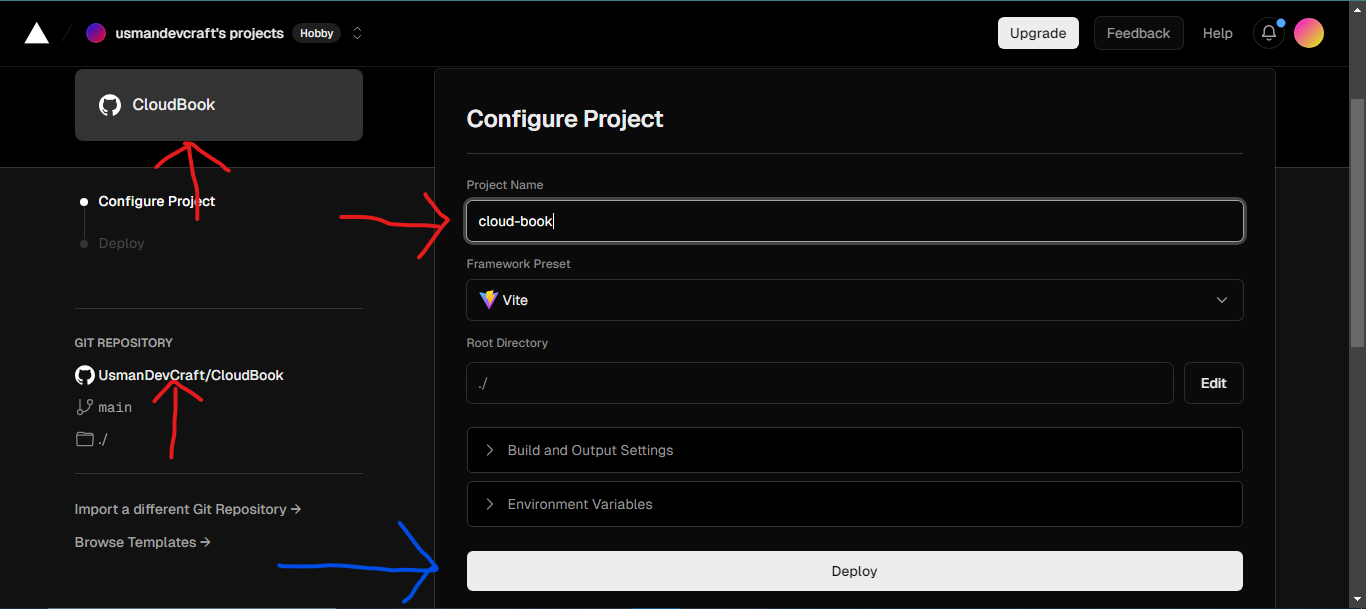 usmandevcraft's projects Hobby
Upgrade
Feedback
Help
CloudBook
Configure Project
Deploy
GIT REPOSITORY
UsmanDevCraft/CloudBook
main
./
Import a different Git Repository →
Browse Templates →
Configure Project
Project Name
cloud-book
Framework Preset
Vite
Root Directory
./
Edit
Build and Output Settings
Environment Variables
Deploy